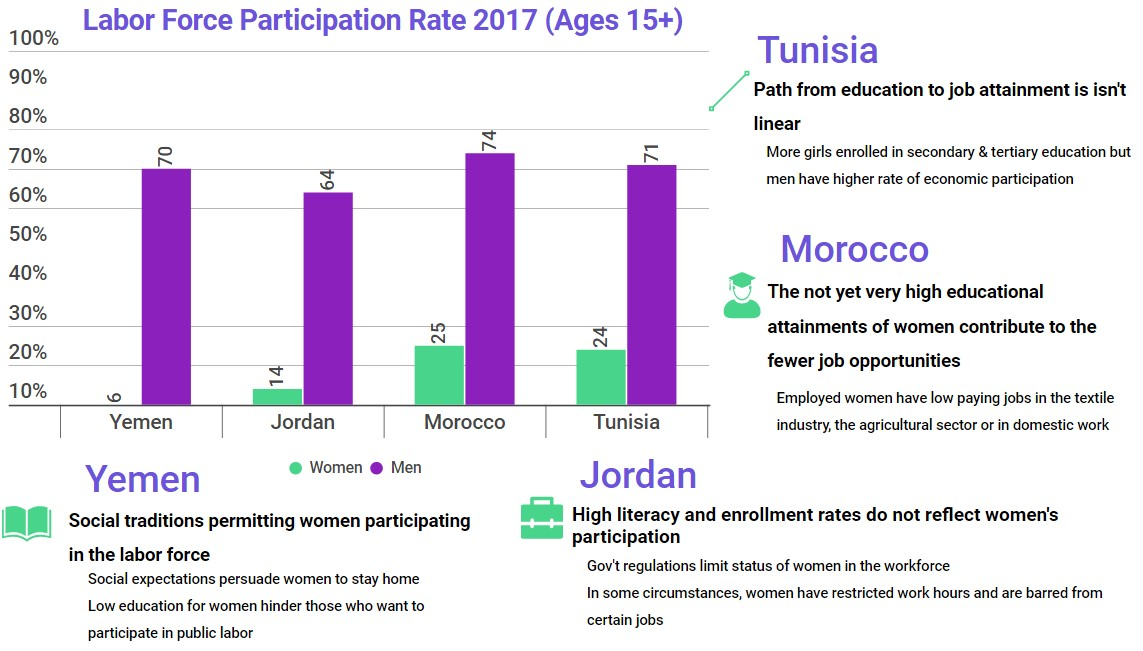 Labor Force Participation Rate 2017 (Ages 15+)
100%
90%
80%
70%
60%
50%
40%
30%
20%
10%
6
70
14
64
25
74
24
71
Yemen
Jordan
Morocco
Tunisia
Women
Men
Tunisia
Path from education to job attainment is isn't
linear
More girls enrolled in secondary & tertiary education but
men have higher rate of economic participation
Morocco
The not yet very high educational
attainments of women contribute to the
fewer job opportunities
Employed women have low paying jobs in the textile
industry, the agricultural sector or in domestic work
Yemen
Social traditions permitting women participating
in the labor force
Social expectations persuade women to stay home
Low education for women hinder those who want to
participate in public labor
Jordan
High literacy and enrollment rates do not reflect women's
participation
Gov't regulations limit status of women in the workforce
In some circumstances, women have restricted work hours and are barred from
certain jobs